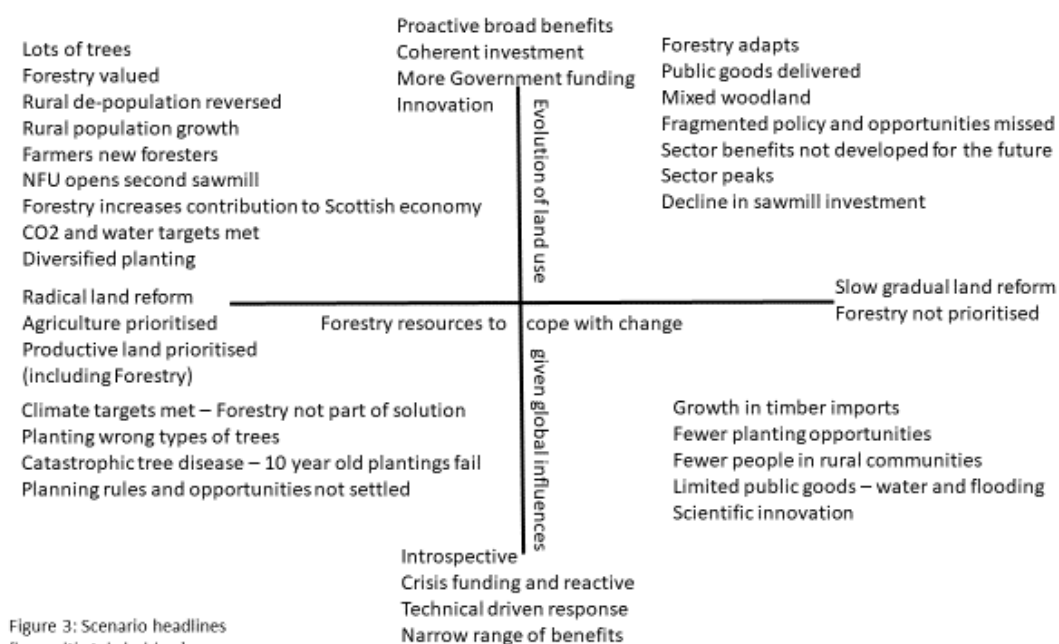 Proactive broad benefits
Coherent investment
More Government funding
Innovation
Lots of trees
Forestry valued
Rural de-population reversed
Rural population growth
Farmers new foresters
NFU opens second sawmill
Forestry increases contribution to Scottish economy
CO2 and water targets met
Diversified planting
Forestry adapts
Public goods delivered
Mixed woodland
Fragmented policy and opportunities missed
Sector benefits not developed for the future
Sector peaks
Decline in sawmill investment
Evolution of land use
Radical land reform
Agriculture prioritised
Productive land prioritised
(including Forestry)
Forestry resources to cope with change
Slow gradual land reform
Forestry not prioritised
given global influences
Climate targets met – Forestry not part of solution
Planting wrong types of trees
Catastrophic tree disease – 10 year old plantings fail
Planning rules and opportunities not settled
Growth in timber imports
Fewer planting opportunities
Fewer people in rural communities
Limited public goods – water and flooding
Scientific innovation
Introspective
Crisis funding and reactive
Technical driven response
Narrow range of benefits
Figure 3: Scenario headlines